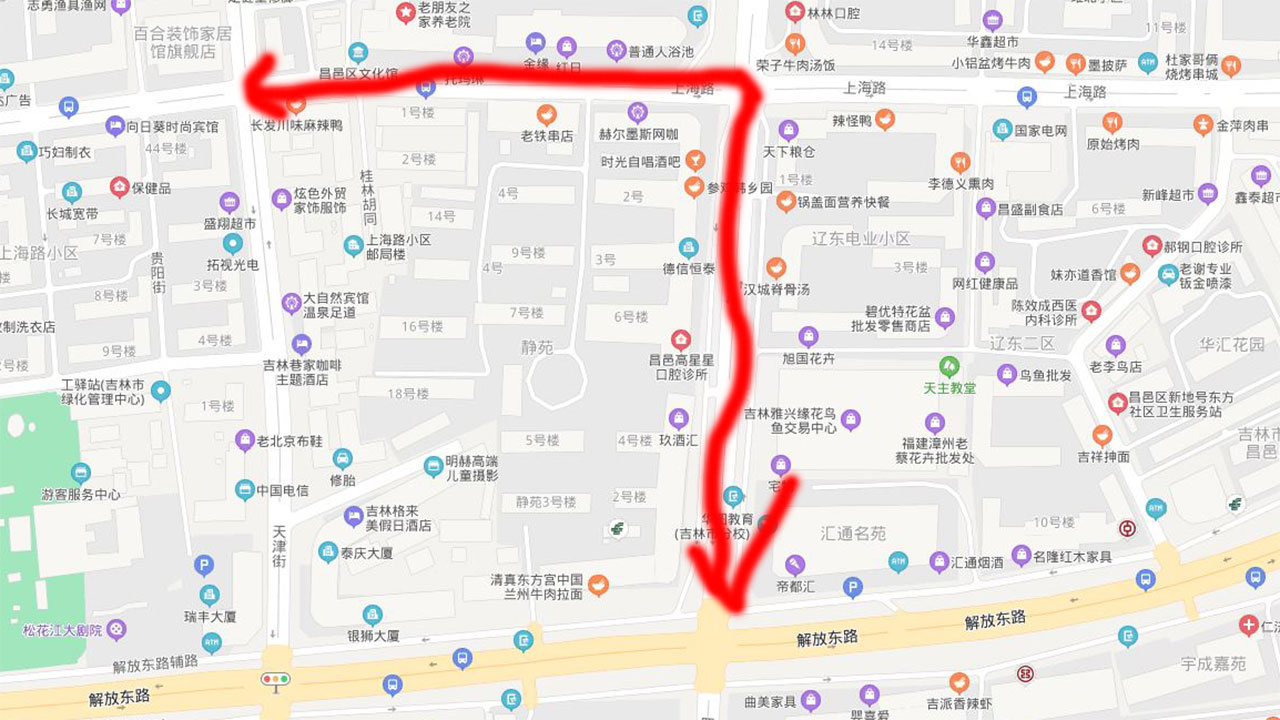 志勇渔具渔网
百合装饰家居
馆旗舰店
老朋友之
家养老院
昌邑区文化馆
金缘
红日
普通人浴池
林林口腔
荣子牛肉汤饭
14号楼
华鑫超市
11号楼
小铝盆烤牛肉
墨披萨
ATM
杜家哥俩
烧烤串城
上海路
上海路
上海路
向日葵时尚宾馆
44号楼
长发川味麻辣鸭
1号楼
老铁串店
赫尔墨斯网咖
辣怪鸭
天下粮仓
国家电网
原始烤肉
金萍肉串
巧妇制衣
保健品
长城宽带
7号楼
上海路小区
盛翔超市
拓视光电
炫色外贸
家饰服饰
桂林胡同
2号楼
14号
上海路小区
邮局楼
4号
9号楼
4号
时光自唱酒吧
2号
3号
德信恒泰
1号楼
锅盖面营养快餐
辽东电业小区
3号楼
李德义熏肉
昌盛副食店
6号楼
新峰超市
鑫泰超市
郝钢口腔诊所
网红健康品
妹亦道香馆
老谢专业
钣金喷漆
贵阳街
8号楼
3号楼
9号楼
4号楼
大自然宾馆
温泉足道
16号楼
7号楼
6号楼
静苑
汉城脊骨汤
碧优特花盆
批发零售商店
陈效成西医
内科诊所
旭国花卉
辽东二区
老李鸟店
华汇花园
吉林巷家咖啡
主题酒店
18号楼
昌邑高星星
口腔诊所
天主教堂
鸟鱼批发
昌邑区新地号东方
社区卫生服务站
工驿站(吉林市
绿化管理中心)
1号楼
老北京布鞋
中国电信
修胎
明赫高端
儿童摄影
5号楼
4号楼
玖酒汇
吉林雅兴缘花鸟
鱼交易中心
福建漳州老
蔡花卉批发处
吉祥抻面
游客服务中心
天津街
吉林格来
美假日酒店
静苑3号楼
2号楼
汇通名苑
10号楼
ATM
泰庆大厦
清真东方宫中国
兰州牛肉拉面
帝都汇
ATM
汇通烟酒
名隆红木家具
P
P
瑞丰大厦
松花江大剧院
ATM
银狮大厦
解放东路辅路
解放东路
解放东路
解放东路
曲美家具
吉派香辣虾
宇成嘉苑